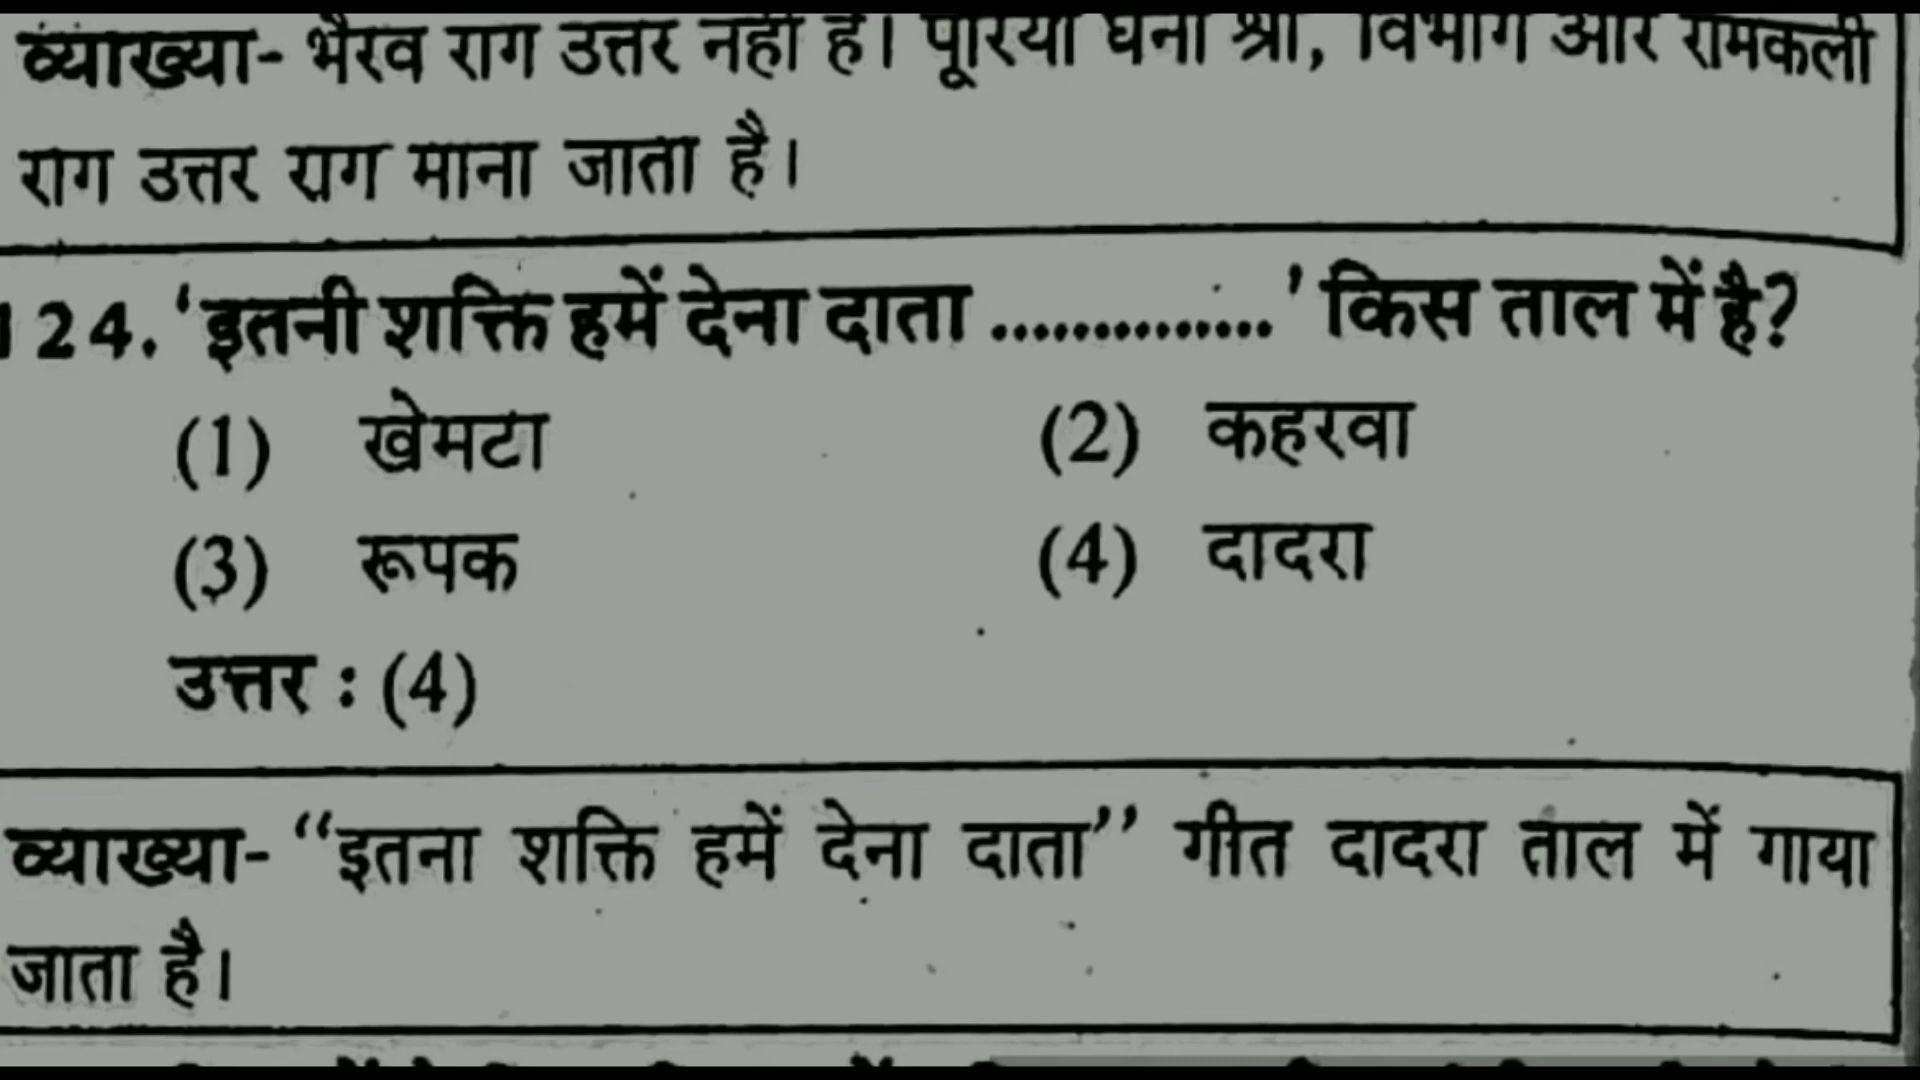 व्याख्या- भैरव राग उत्तर नहीं है। पूरिया धना श्री, विभाग और रामकली
राग उत्तर राग माना जाता है।
124. ‘इतनी शक्ति हमें देना दाता ..............’ किस ताल में है?
(1) खेमटा (2) कहरवा
(3) रूपक (4) दादरा
उत्तर : (4)
व्याख्या- “इतना शक्ति हमें देना दाता” गीत दादरा ताल में गाया
जाता है।